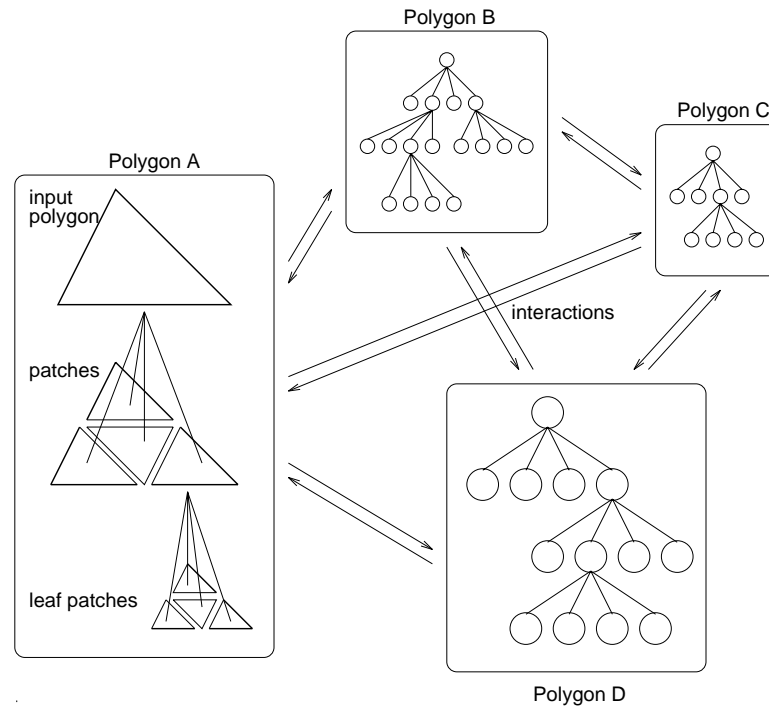 Polygon B
Polygon C
Polygon A
input
polygon
interactions
patches
leaf patches
Polygon D